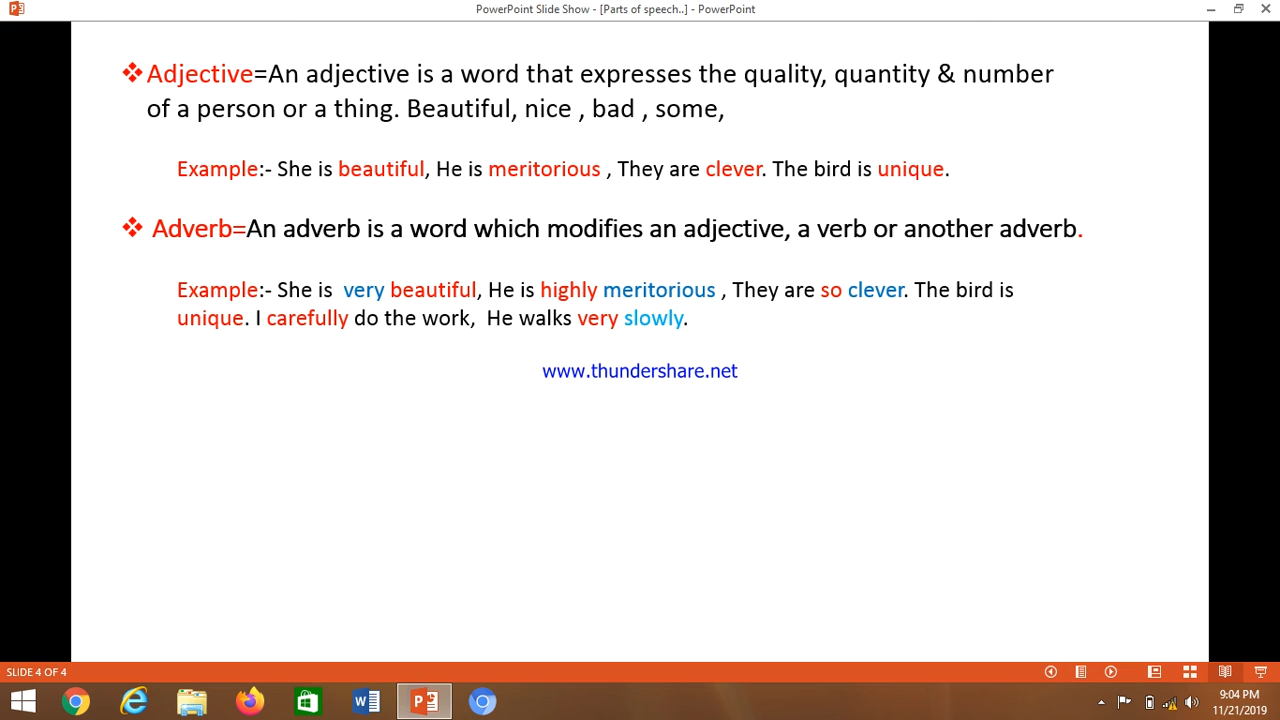 PowerPoint Slide Show - [Parts of speech..] - PowerPoint
Adjective=An adjective is a word that expresses the quality, quantity & number
of a person or a thing. Beautiful, nice , bad , some,
Example:- She is beautiful, He is meritorious , They are clever. The bird is unique.
Adverb=An adverb is a word which modifies an adjective, a verb or another adverb.
Example:- She is very beautiful, He is highly meritorious , They are so clever. The bird is
unique. I carefully do the work, He walks very slowly.
www.thundershare.net
SLIDE 4 OF 4
9:04 PM
11/21/2019